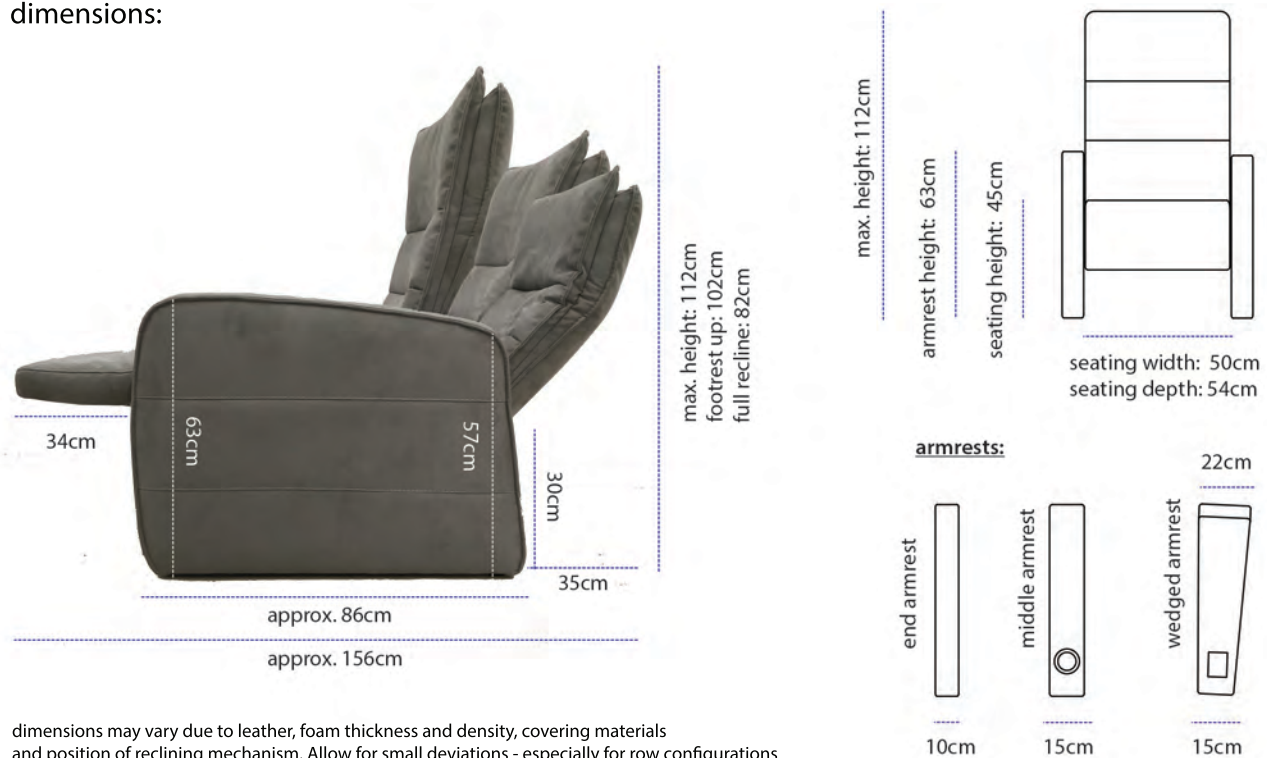 dimensions:
max. height: 112cm
footrest up: 102cm
full recline: 82cm
63cm
57cm
30cm
34cm
35cm
approx. 86cm
approx. 156cm
max. height: 112cm
armrest height: 63cm
seating height: 45cm
seating width: 50cm
seating depth: 54cm
armrests:
22cm
end armrest
middle armrest
wedged armrest
10cm
15cm
15cm
dimensions may vary due to leather, foam thickness and density, covering materials
and position of reclining mechanism. Allow for small deviations - especially for row configurations